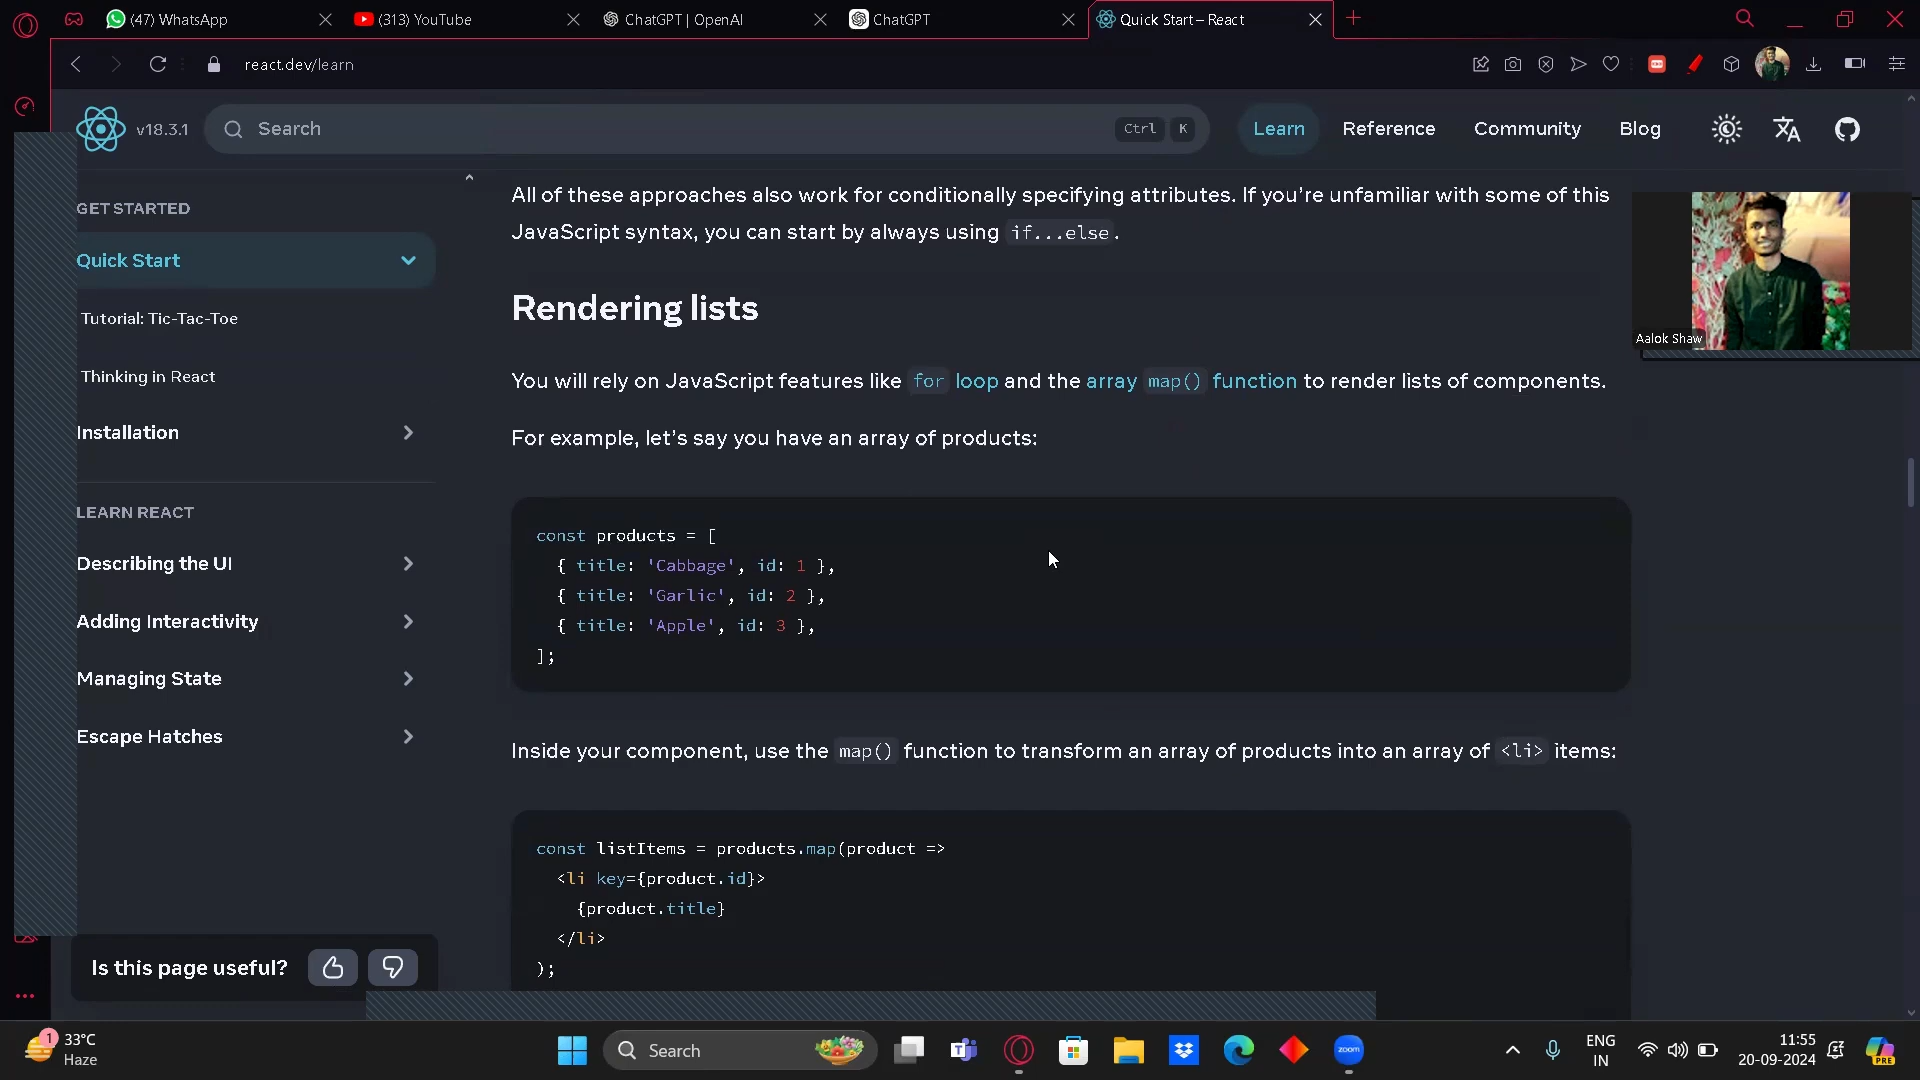 (47) WhatsApp
(313) YouTube
ChatGPT | OpenAI
ChatGPT
Quick Start – React
react.dev/learn
v18.3.1
Search
Ctrl K
Learn
Reference
Community
Blog
GET STARTED
Quick Start
Tutorial: Tic-Tac-Toe
Thinking in React
Installation
LEARN REACT
Describing the UI
Adding Interactivity
Managing State
Escape Hatches
Is this page useful?
All of these approaches also work for conditionally specifying attributes. If you’re unfamiliar with some of this
JavaScript syntax, you can start by always using if...else.
Rendering lists
You will rely on JavaScript features like for loop and the array map() function to render lists of components.
For example, let’s say you have an array of products:
const products = [
{ title: 'Cabbage', id: 1 },
{ title: 'Garlic', id: 2 },
{ title: 'Apple', id: 3 },
];
Inside your component, use the map() function to transform an array of products into an array of <li> items:
const listItems = products.map(product =>
<li key={product.id}>
{product.title}
</li>
);
Aalok Shaw
1
33°C
Haze
Search
zoom
ENG
IN
11:55
20-09-2024
PRE